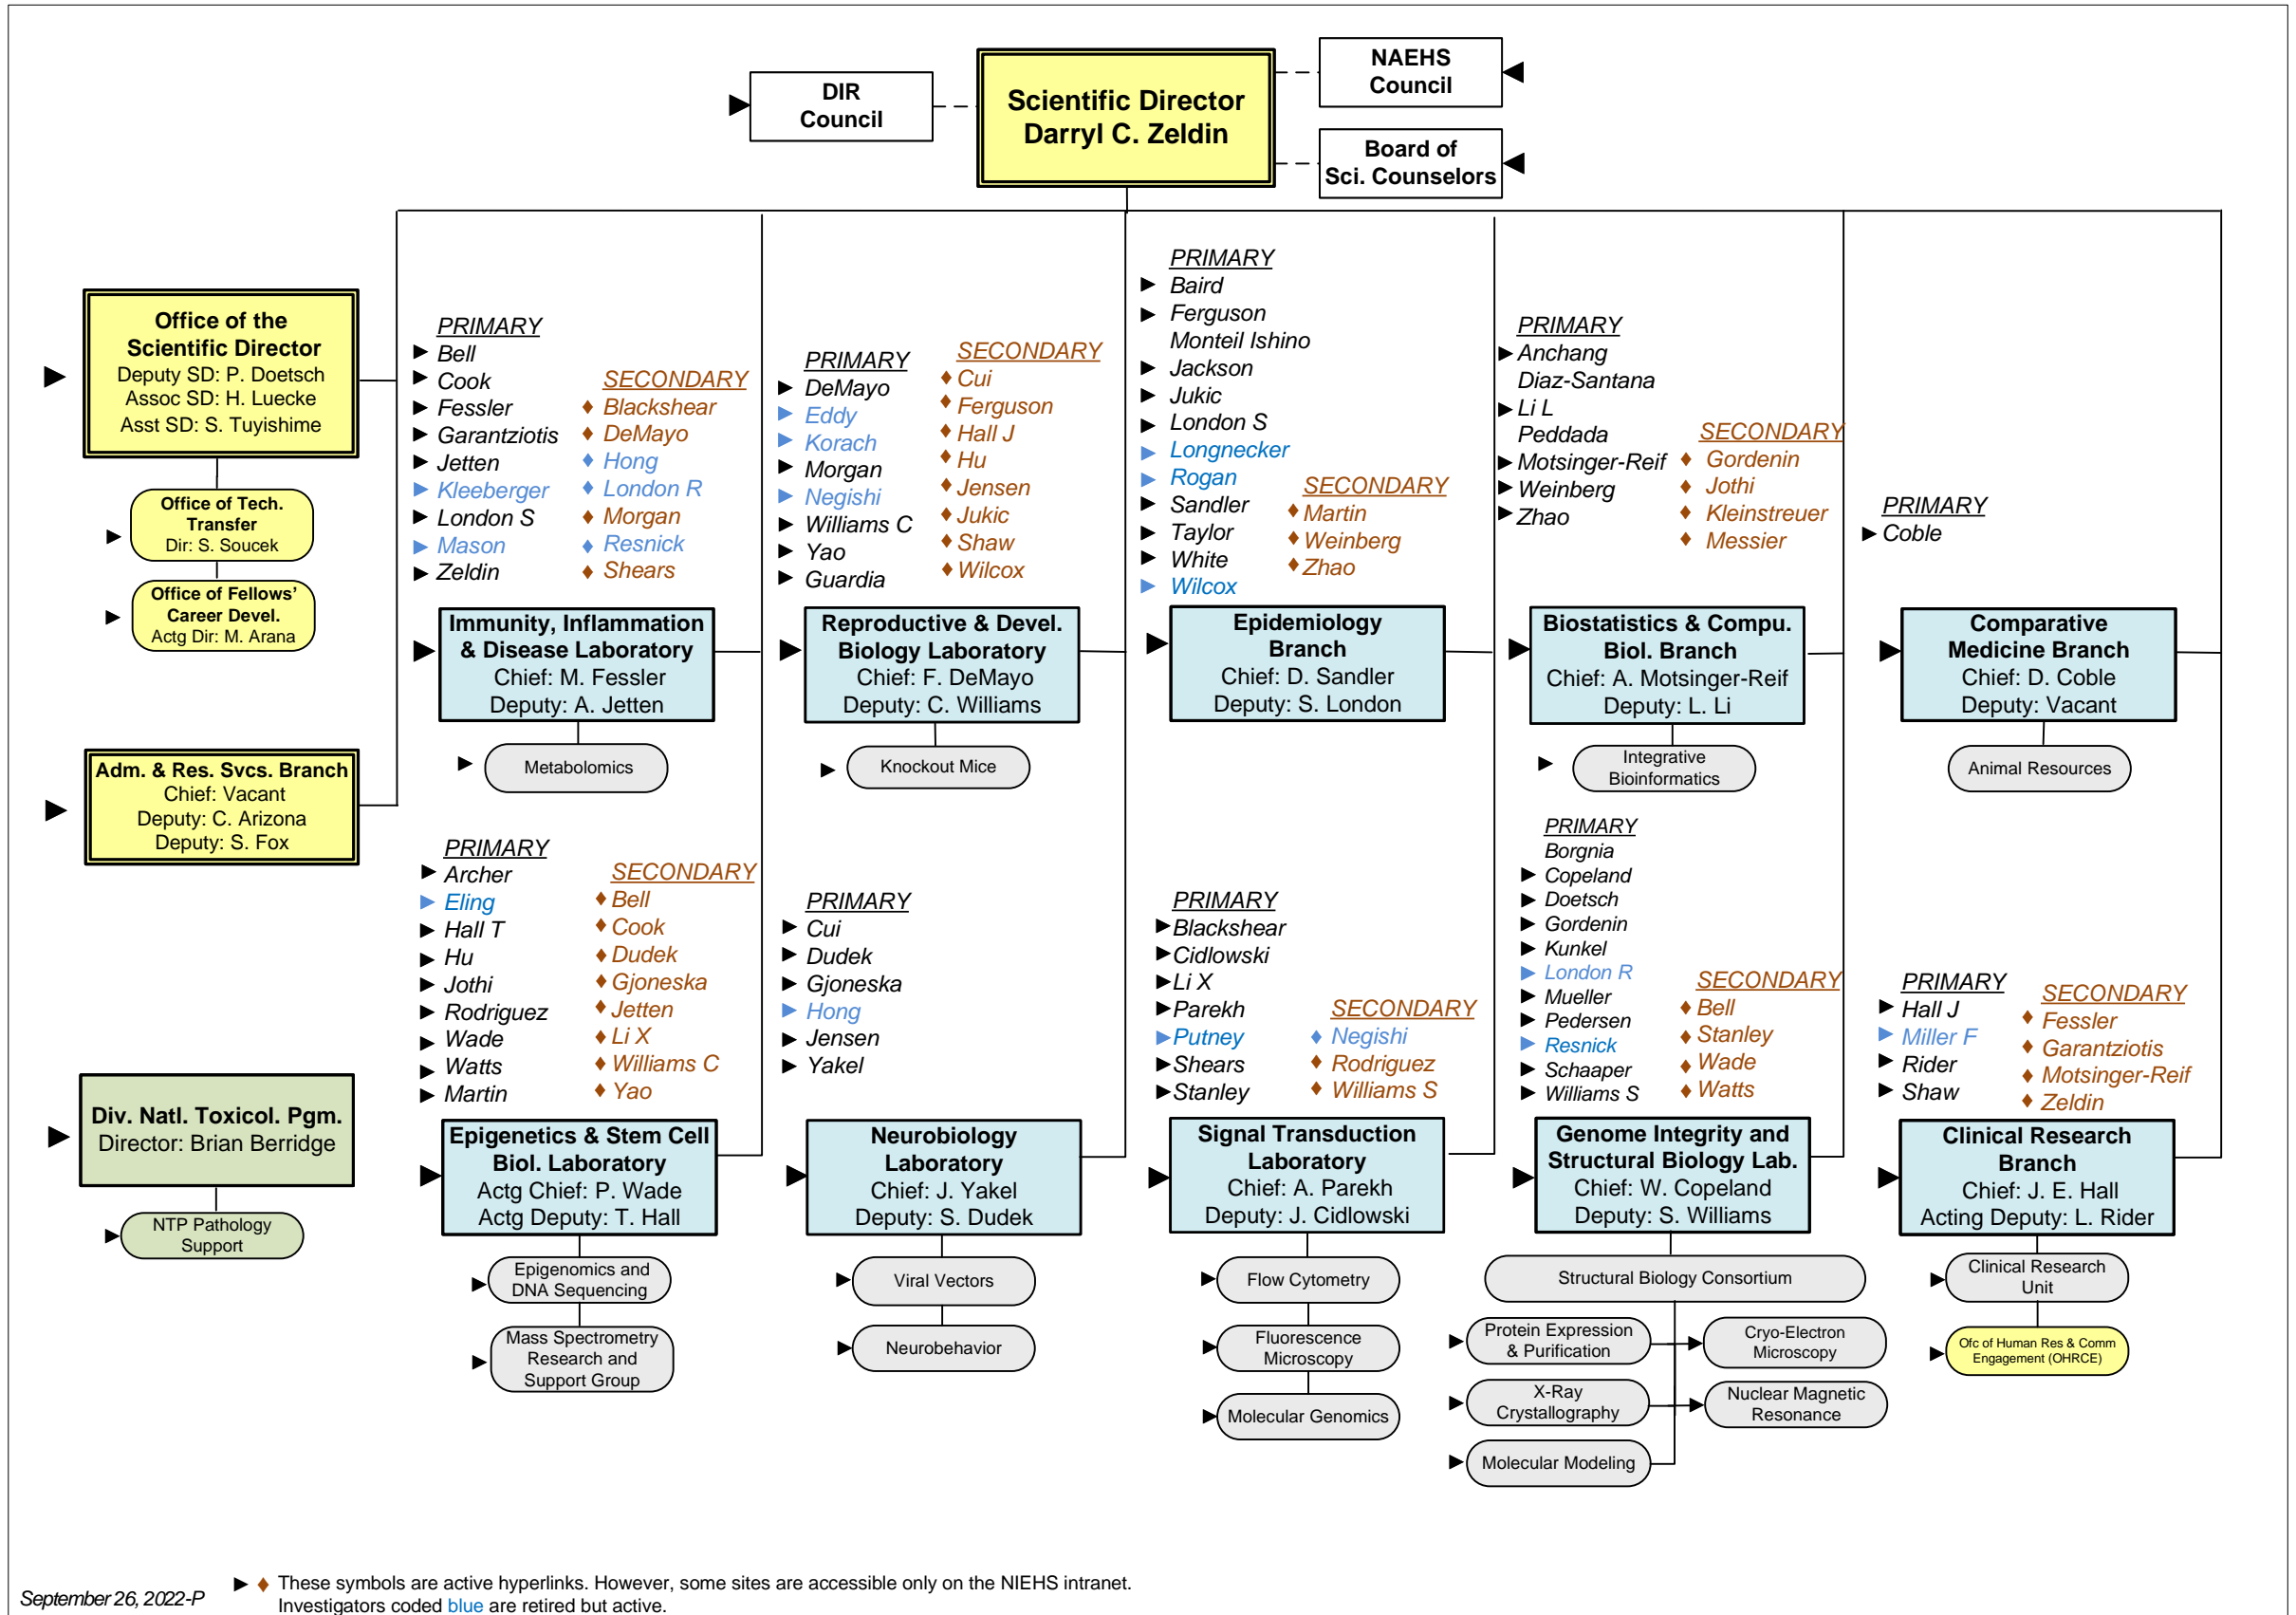 DIR
Council
Scientific Director
Darryl C. Zeldin
NAEHS
Council
Board of
Sci. Counselors
Office of the
Scientific Director
Deputy SD: P. Doetsch
Assoc SD: H. Luecke
Asst SD: S. Tuyishime
Office of Tech.
Transfer
Dir: S. Soucek
Office of Fellows’
Career Devel.
Actg Dir: M. Arana
Adm. & Res. Svcs. Branch
Chief: Vacant
Deputy: C. Arizona
Deputy: S. Fox
Div. Natl. Toxicol. Pgm.
Director: Brian Berridge
NTP Pathology
Support
PRIMARY
Bell
Cook
Fessler
Garantziotis
Jetten
Kleeberger
London S
Mason
Zeldin
SECONDARY
Blackshear
DeMayo
Hong
London R
Morgan
Resnick
Shears
Immunity, Inflammation
& Disease Laboratory
Chief: M. Fessler
Deputy: A. Jetten
Metabolomics
PRIMARY
DeMayo
Eddy
Korach
Morgan
Negishi
Williams C
Yao
Guardia
SECONDARY
Cui
Ferguson
Hall J
Hu
Jensen
Jukic
Shaw
Wilcox
Reproductive & Devel.
Biology Laboratory
Chief: F. DeMayo
Deputy: C. Williams
Knockout Mice
PRIMARY
Baird
Ferguson
Monteil Ishino
Jackson
Jukic
London S
Longnecker
Rogan
Sandler
Taylor
White
Wilcox
SECONDARY
Martin
Weinberg
Zhao
Epidemiology
Branch
Chief: D. Sandler
Deputy: S. London
PRIMARY
Anchang
Diaz-Santana
Li L
Peddada
Motsinger-Reif
Weinberg
Zhao
SECONDARY
Gordenin
Jothi
Kleinstreuer
Messier
Biostatistics & Compu.
Biol. Branch
Chief: A. Motsinger-Reif
Deputy: L. Li
Integrative
Bioinformatics
PRIMARY
Coble
Comparative
Medicine Branch
Chief: D. Coble
Deputy: Vacant
Animal Resources
PRIMARY
Archer
Eling
Hall T
Hu
Jothi
Rodriguez
Wade
Watts
Martin
SECONDARY
Bell
Cook
Dudek
Gjoneska
Jetten
Li X
Williams C
Yao
Epigenetics & Stem Cell
Biol. Laboratory
Actg Chief: P. Wade
Actg Deputy: T. Hall
Epigenomics and
DNA Sequencing
Mass Spectrometry
Research and
Support Group
PRIMARY
Cui
Dudek
Gjoneska
Hong
Jensen
Yakel
Neurobiology
Laboratory
Chief: J. Yakel
Deputy: S. Dudek
Viral Vectors
Neurobehavior
PRIMARY
Blackshear
Cidlowski
Li X
Parekh
Putney
Shears
Stanley
SECONDARY
Negishi
Rodriguez
Williams S
Signal Transduction
Laboratory
Chief: A. Parekh
Deputy: J. Cidlowski
Flow Cytometry
Fluorescence
Microscopy
Molecular Genomics
PRIMARY
Borgnia
Copeland
Doetsch
Gordenin
Kunkel
London R
Mueller
Pedersen
Resnick
Schaaper
Williams S
SECONDARY
Bell
Stanley
Wade
Watts
Genome Integrity and
Structural Biology Lab.
Chief: W. Copeland
Deputy: S. Williams
Structural Biology Consortium
Protein Expression
& Purification
Cryo-Electron
Microscopy
X-Ray
Crystallography
Nuclear Magnetic
Resonance
Molecular Modeling
PRIMARY
Hall J
Miller F
Rider
Shaw
SECONDARY
Fessler
Garantziotis
Motsinger-Reif
Zeldin
Clinical Research
Branch
Chief: J. E. Hall
Acting Deputy: L. Rider
Clinical Research
Unit
Ofc of Human Res & Comm
Engagement (OHRCE)
September 26, 2022-P
These symbols are active hyperlinks. However, some sites are accessible only on the NIEHS intranet.
Investigators coded blue are retired but active.